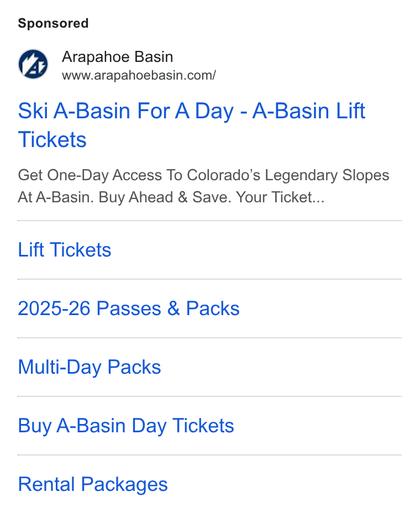 Sponsored
Arapahoe Basin
www.arapahoebasin.com/
Ski A-Basin For A Day - A-Basin Lift
Tickets
Get One-Day Access To Colorado’s Legendary Slopes
At A-Basin. Buy Ahead & Save. Your Ticket...
Lift Tickets
2025-26 Passes & Packs
Multi-Day Packs
Buy A-Basin Day Tickets
Rental Packages